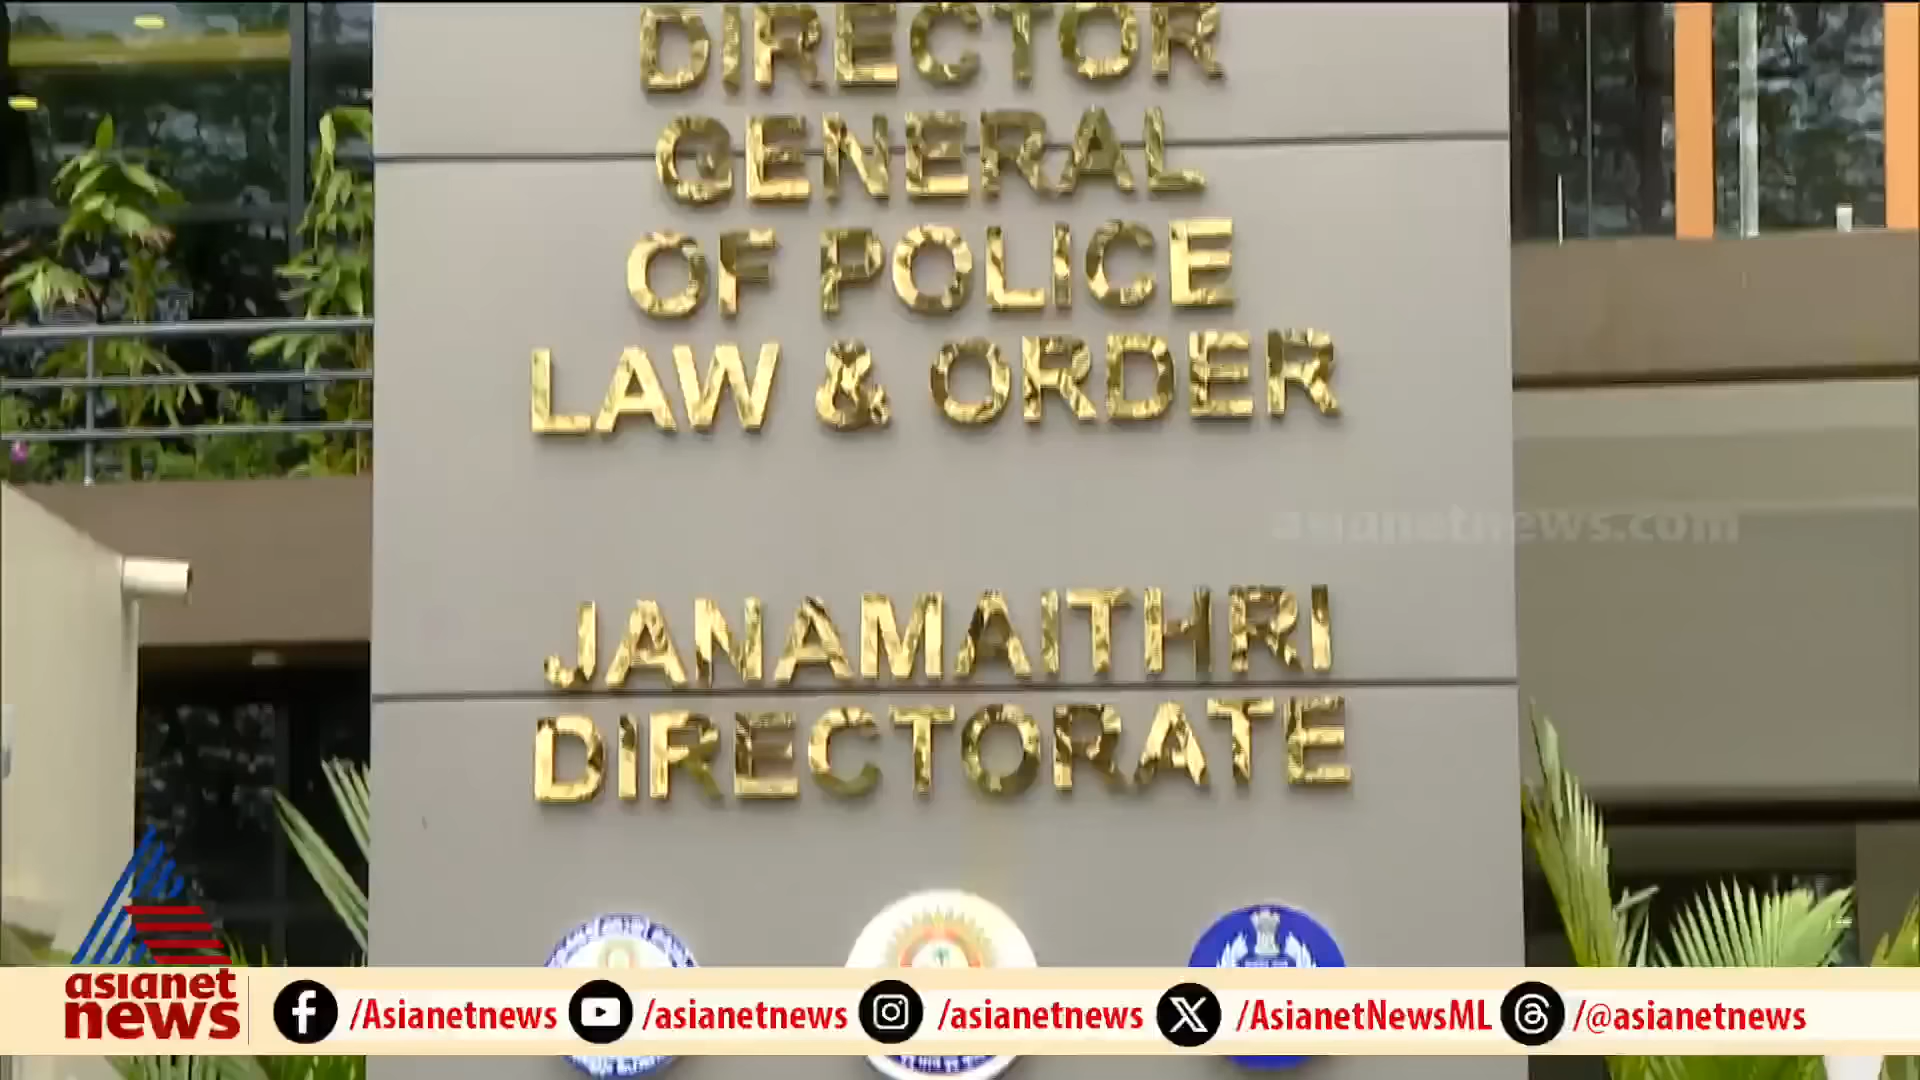 DIRECTOR
GENERAL
OF POLICE
LAW & ORDER
asianetnews.com
JANAMAITHRI
DIRECTORATE
asianet
news
/Asianetnews
/asianetnews
/asianetnews
/AsianetNewsML
/@asianetnews